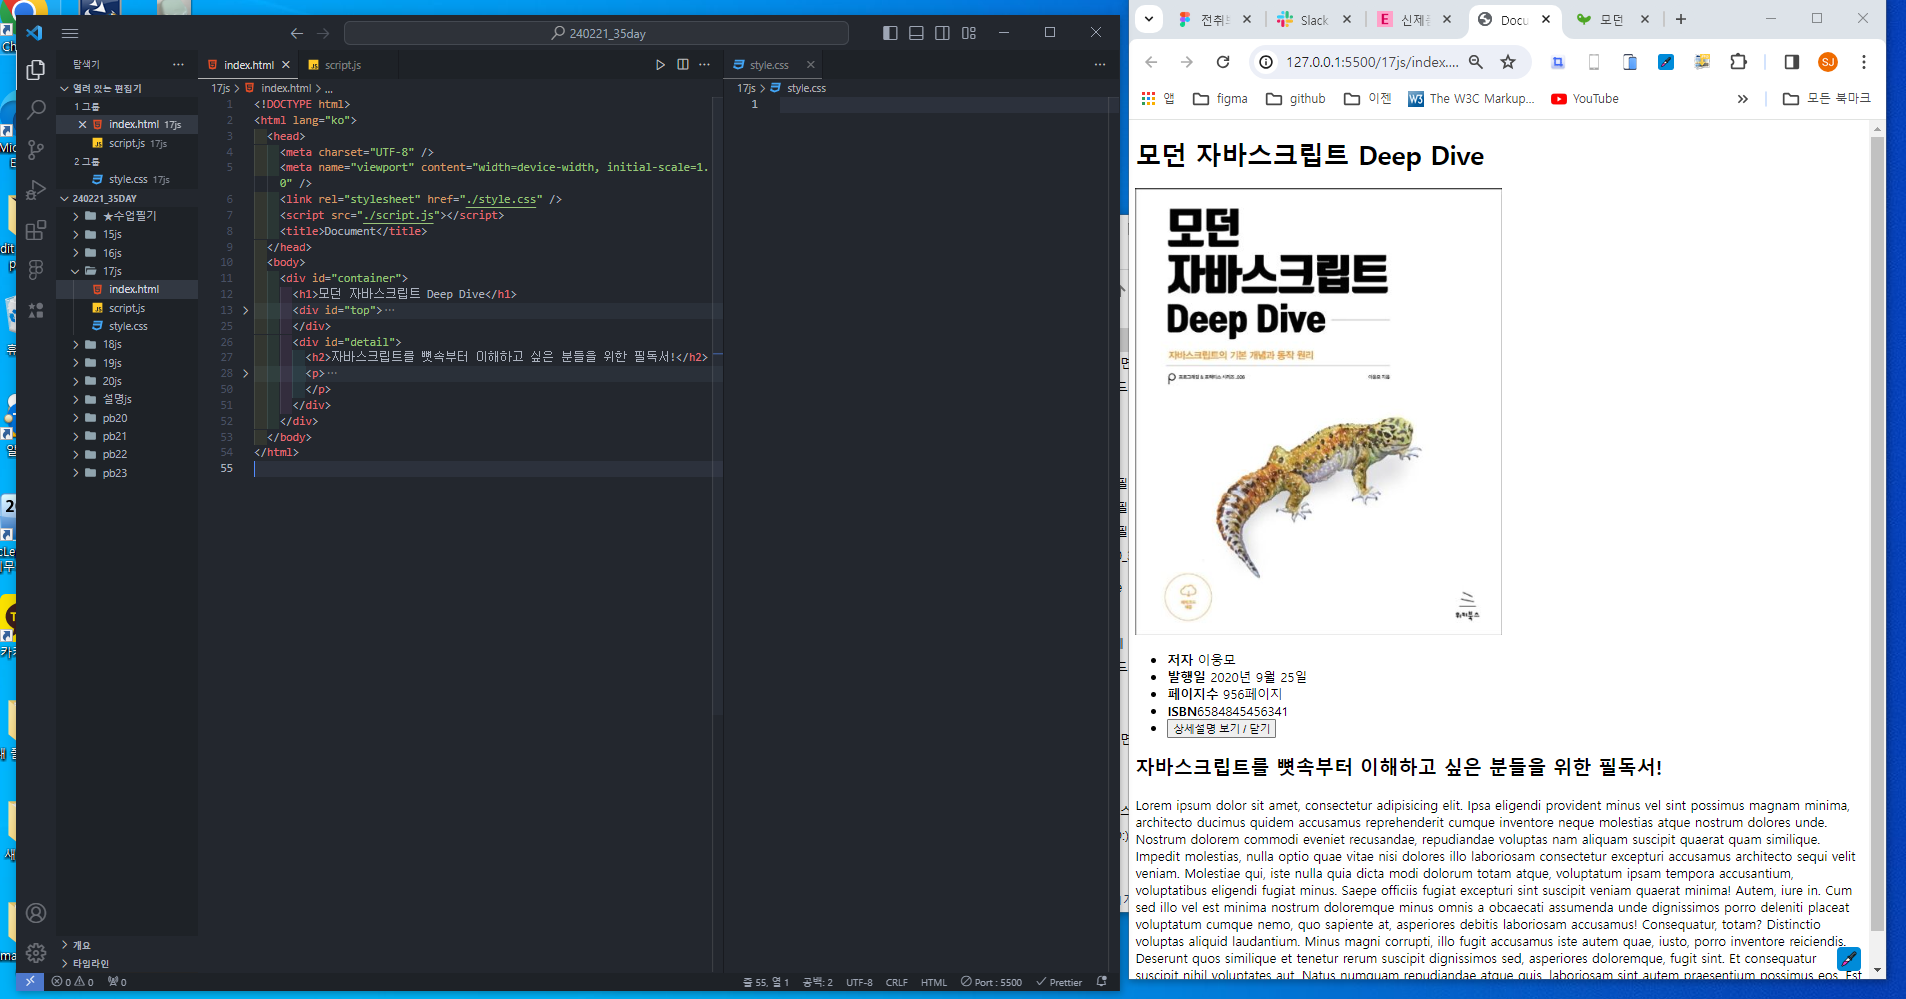 240221_35day
탐색기
열려 있는 편집기
1 그룹
index.html 17js
script.js 17js
2 그룹
style.css 17js
240221_35DAY
★수업필기
15js
16js
17js
index.html
script.js
style.css
18js
19js
20js
설명js
pb20
pb21
pb22
pb23
개요
타임라인
index.html
script.js
17js > index.html > ...
1 <!DOCTYPE html>
2 <html lang="ko">
3 <head>
4 <meta charset="UTF-8" />
5 <meta name="viewport" content="width=device-width, initial-scale=1.
0" />
6 <link rel="stylesheet" href="./style.css" />
7 <script src="./script.js"></script>
8 <title>Document</title>
9 </head>
10 <body>
11 <div id="container">
12 <h1>모던 자바스크립트 Deep Dive</h1>
13 <div id="top">···
25 </div>
26 <div id="detail">
27 <h2>자바스크립트를 뼛속부터 이해하고 싶은 분들을 위한 필독서!</h2>
28 <p>···
50 </p>
51 </div>
52 </div>
53 </body>
54 </html>
55
style.css
17js > style.css
1
0 0 0
줄 55, 열 1 공백: 2 UTF-8 CRLF HTML Port : 5500 Prettier
Slack
신제
Docu
모던
127.0.0.1:5500/17js/index....
SJ
앱 figma github 이젠 The W3C Markup... YouTube 모든 북마크
모던 자바스크립트 Deep Dive
모던
자바스크립트
Deep Dive
자바스크립트의 기본 개념과 동작 원리
이웅모 지음
위키북스
저자 이웅모
발행일 2020년 9월 25일
페이지수 956페이지
ISBN6584845456341
상세설명 보기 / 닫기
자바스크립트를 뼛속부터 이해하고 싶은 분들을 위한 필독서!
Lorem ipsum dolor sit amet, consectetur adipisicing elit. Ipsa eligendi provident minus vel sint possimus magnam minima,
architecto ducimus quidem accusamus reprehenderit cumque inventore neque molestias atque nostrum dolores unde.
Nostrum dolorem commodi eveniet recusandae, repudiandae voluptas nam aliquam suscipit quaerat quam similique.
Impedit molestias, nulla optio quae vitae nisi dolores illo laboriosam consectetur excepturi accusamus architecto sequi velit
veniam. Molestiae qui, iste nulla quia dicta modi dolorum totam atque, voluptatum ipsam tempora accusantium,
voluptatibus eligendi fugiat minus. Saepe officiis fugiat excepturi sint suscipit veniam quaerat minima! Autem, iure in. Cum
sed illo vel est minima nostrum doloremque minus omnis a obcaecati assumenda unde dignissimos porro deleniti placeat
voluptatum cumque nemo, quo sapiente at, asperiores debitis laboriosam accusamus! Consequatur, totam? Distinctio
voluptas aliquid laudantium. Minus magni corrupti, illo fugit accusamus iste autem quae, iusto, porro inventore reiciendis.
Deserunt quos similique et tenetur rerum suscipit dignissimos sed, asperiores doloremque, fugit sint. Et consequatur
suscipit nihil voluptates aut. Natus numquam repudiandae atque quis, laboriosam sint autem praesentium possimus eos. Est